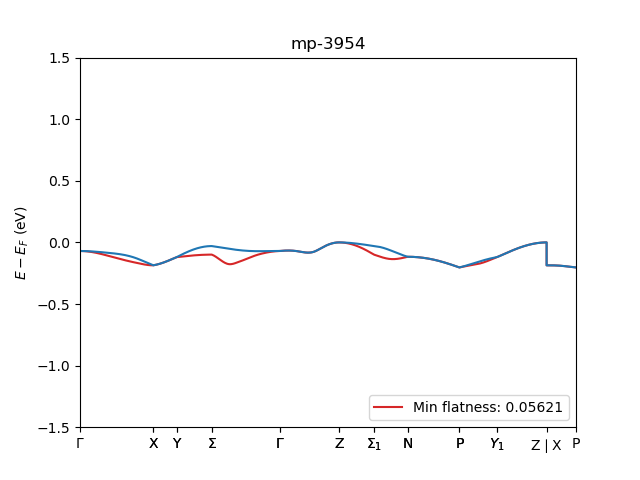 mp-3954
1.5
1.0
0.5
0.0
−0.5
−1.0
−1.5
E − E_F (eV)
Min flatness: 0.05621
Γ X Y Σ Γ Z Σ₁ N P Y₁ Z | X P